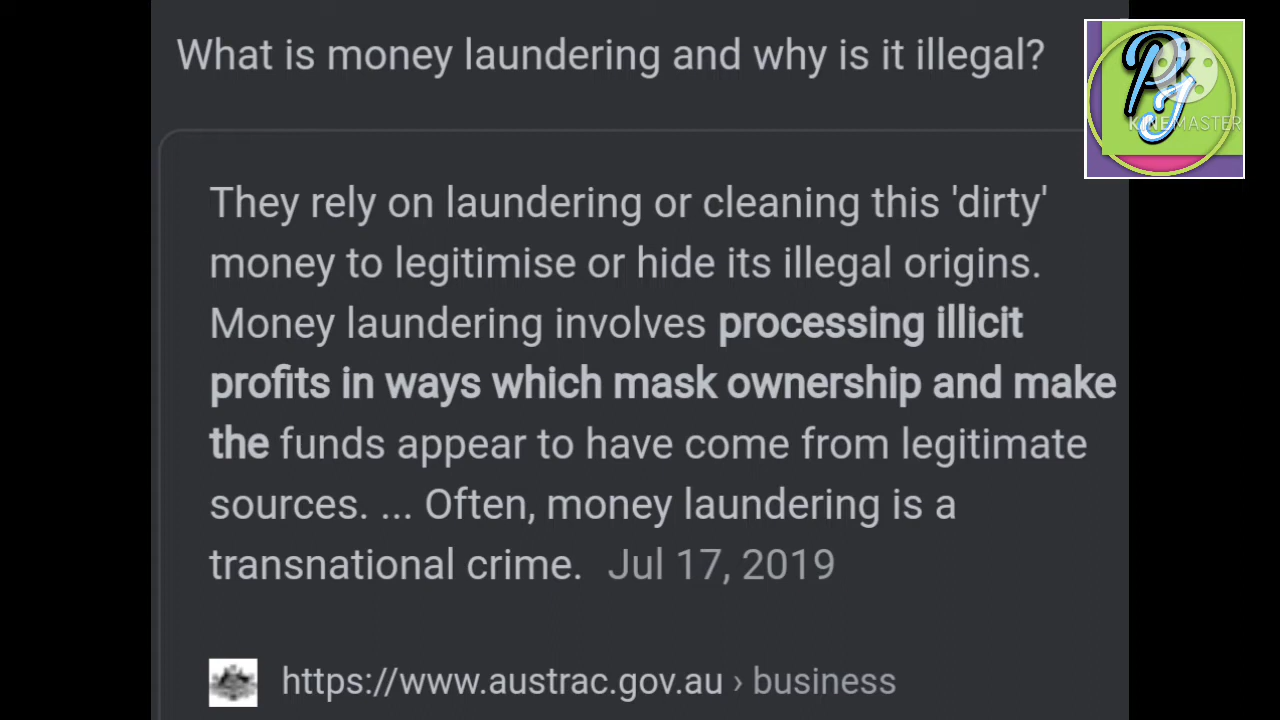 What is money laundering and why is it illegal?
PJ
KINEMASTER
They rely on laundering or cleaning this 'dirty'
money to legitimise or hide its illegal origins.
Money laundering involves processing illicit
profits in ways which mask ownership and make
the funds appear to have come from legitimate
sources. ... Often, money laundering is a
transnational crime. Jul 17, 2019
https://www.austrac.gov.au › business